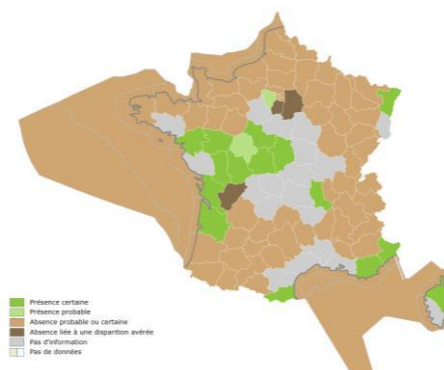 Présence certaine
Présence probable
Absence probable ou certaine
Absence liée à une disparition avérée
Pas d'information
Pas de données